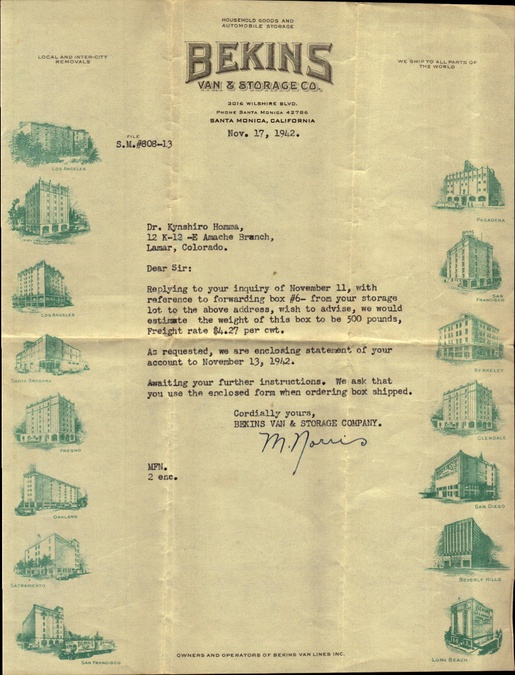 HOUSEHOLD GOODS AND
AUTOMOBILE STORAGE
LOCAL AND INTER-CITY
REMOVALS
BEKINS
VAN & STORAGE CO.
WE SHIP TO ALL PARTS OF
THE WORLD
2016 WILSHIRE BLVD.
PHONE SANTA MONICA 42786
SANTA MONICA, CALIFORNIA
Nov. 17, 1942.
FILE
S.M.#808-13
LOS ANGELES
PASADENA
Dr. Kynshiro Homma,
12 K-12 -E Amache Branch,
Lamar, Colorado.
Dear Sir:
SAN
FRANCISCO
LOS ANGELES
Replying to your inquiry of November 11, with
reference to forwarding box #6- from your storage
lot to the above address, wish to advise, we would
estimate the weight of this box to be 500 pounds,
Freight rate $4.27 per cwt.
BERKELEY
SANTA BARBARA
As requested, we are enclosing statement of your
account to November 13, 1942.
Awaiting your further instructions. We ask that
you use the enclosed form when ordering box shipped.
Cordially yours,
BEKINS VAN & STORAGE COMPANY.
M. Norris
FRESNO
GLENDALE
MFN.
2 enc.
OAKLAND
SAN DIEGO
SACRAMENTO
BEVERLY HILLS
SAN FRANCISCO
LONG BEACH
OWNERS AND OPERATORS OF BEKINS VAN LINES INC.